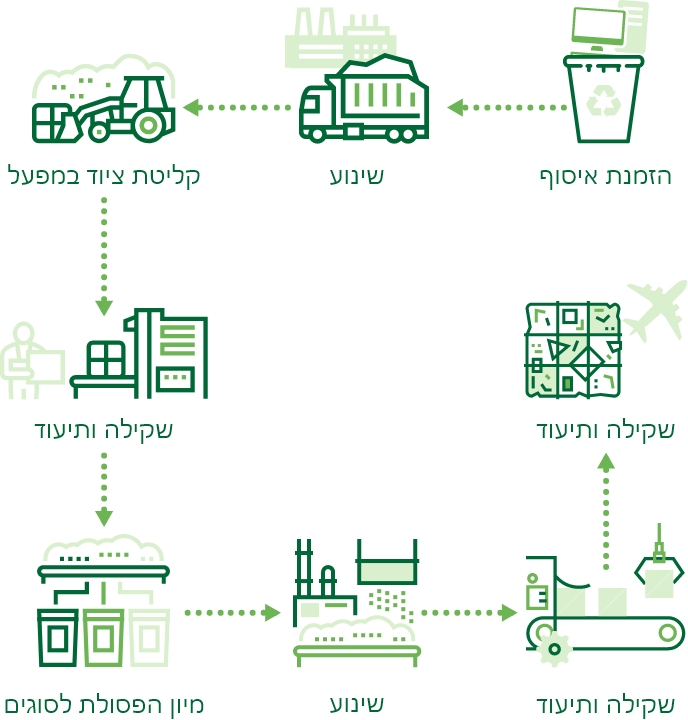 הזמנת איסוף
שינוע
קליטת ציוד במפעל
שקילה ותיעוד
שקילה ותיעוד
מיון הפסולת לסוגים
שינוע
שקילה ותיעוד